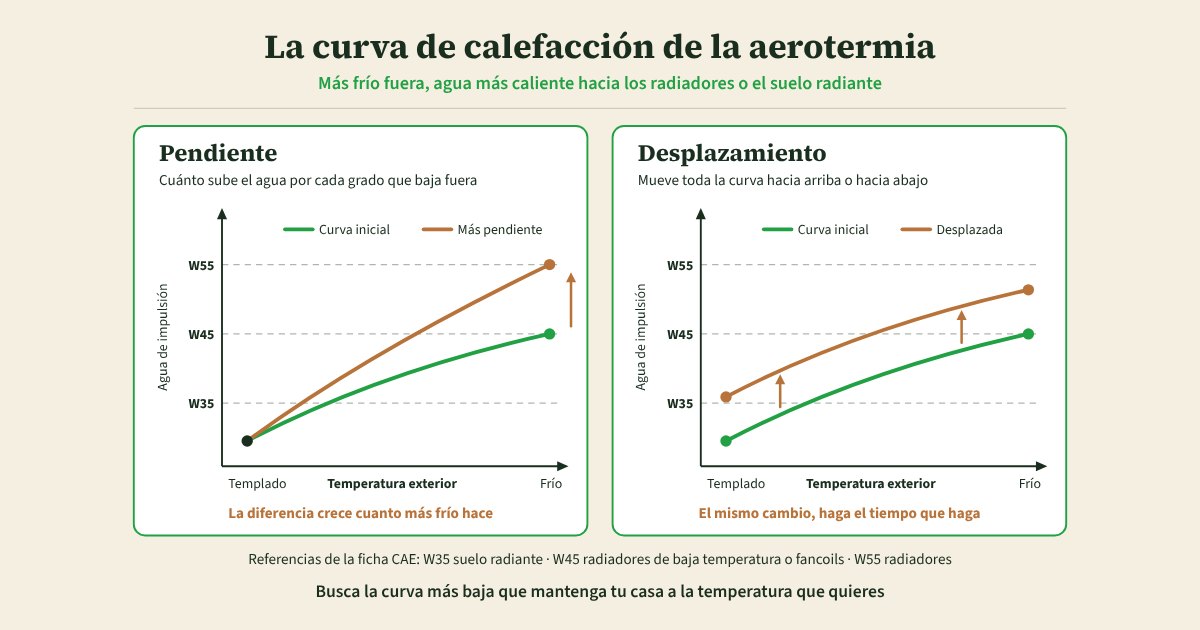 La curva de calefacción de la aerotermia
Más frío fuera, agua más caliente hacia los radiadores o el suelo radiante
Pendiente
Cuánto sube el agua por cada grado que baja fuera
Curva inicial
Más pendiente
W55
W45
W35
Agua de impulsión
Templado
Temperatura exterior
Frío
La diferencia crece cuanto más frío hace
Desplazamiento
Mueve toda la curva hacia arriba o hacia abajo
Curva inicial
Desplazada
W55
W45
W35
Agua de impulsión
Templado
Temperatura exterior
Frío
El mismo cambio, haga el tiempo que haga
Referencias de la ficha CAE: W35 suelo radiante · W45 radiadores de baja temperatura o fancoils · W55 radiadores
Busca la curva más baja que mantenga tu casa a la temperatura que quieres